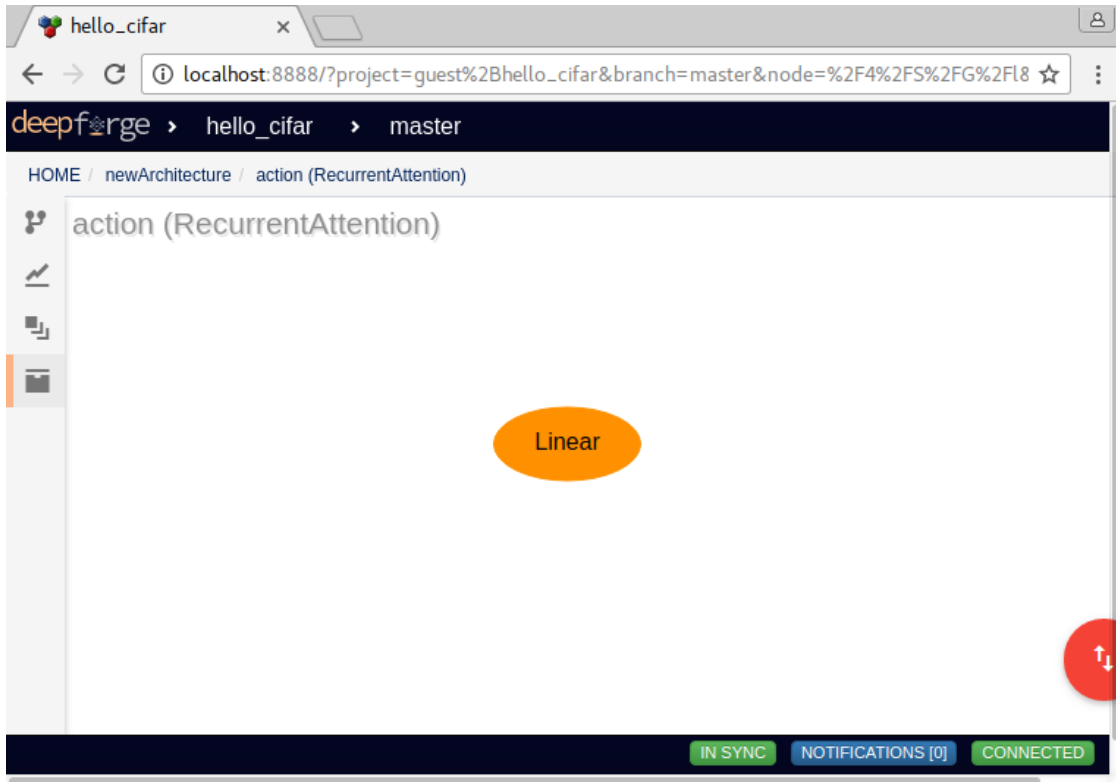 hello_cifar
localhost:8888/?project=guest%2Bhello_cifar&branch=master&node=%2F4%2FS%2FG%2Fl8
deepforge › hello_cifar › master
HOME / newArchitecture / action (RecurrentAttention)
action (RecurrentAttention)
Linear
IN SYNC NOTIFICATIONS [0] CONNECTED